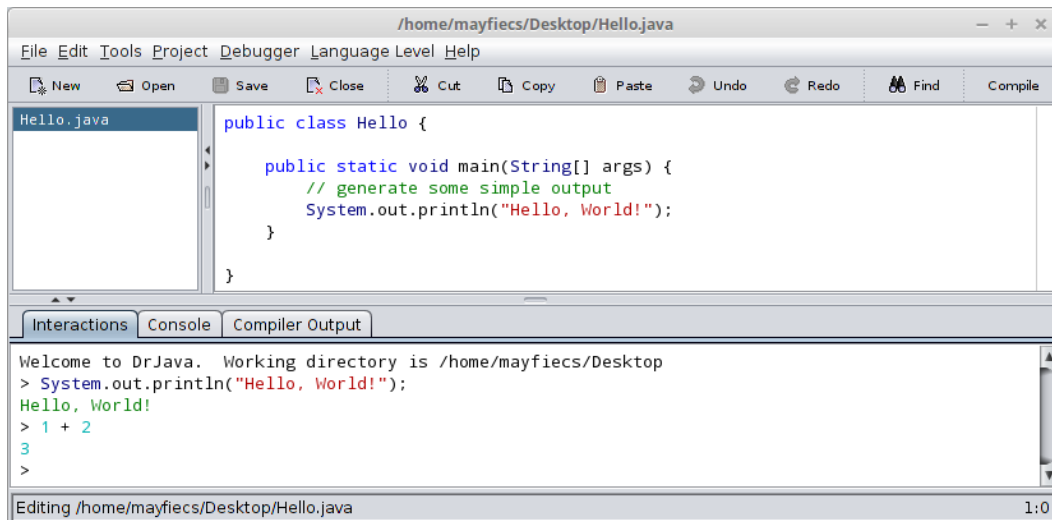 /home/mayfiecs/Desktop/Hello.java
File Edit Tools Project Debugger Language Level Help
New Open Save Close Cut Copy Paste Undo Redo Find Compile
Hello.java
public class Hello {
public static void main(String[] args) {
// generate some simple output
System.out.println("Hello, World!");
}
}
Interactions Console Compiler Output
Welcome to DrJava. Working directory is /home/mayfiecs/Desktop
> System.out.println("Hello, World!");
Hello, World!
> 1 + 2
3
>
Editing /home/mayfiecs/Desktop/Hello.java 1:0